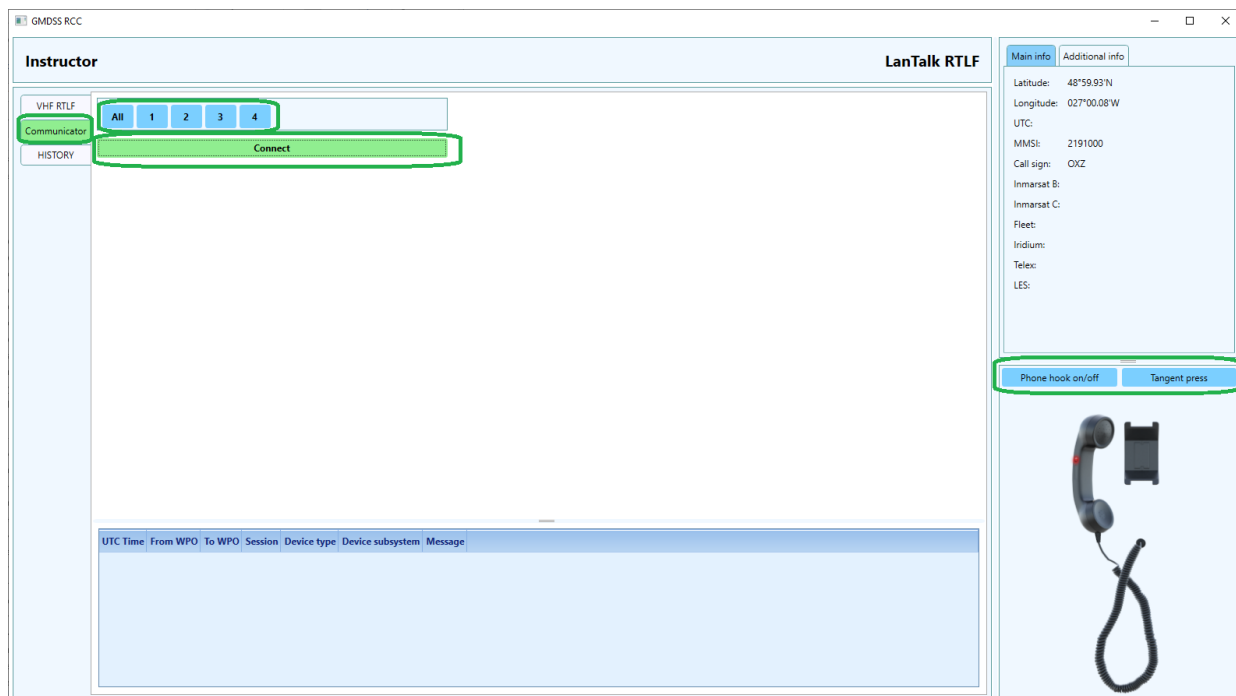 GMDSS RCC
Instructor LanTalk RTLF
VHF RTLF
Communicator
HISTORY
All 1 2 3 4
Connect
UTC Time From WPO To WPO Session Device type Device subsystem Message
Main info Additional info
Latitude: 48°59.93'N
Longitude: 027°00.08'W
UTC:
MMSI: 2191000
Call sign: OXZ
Inmarsat B:
Inmarsat C:
Fleet:
Iridium:
Telex:
LES:
Phone hook on/off Tangent press